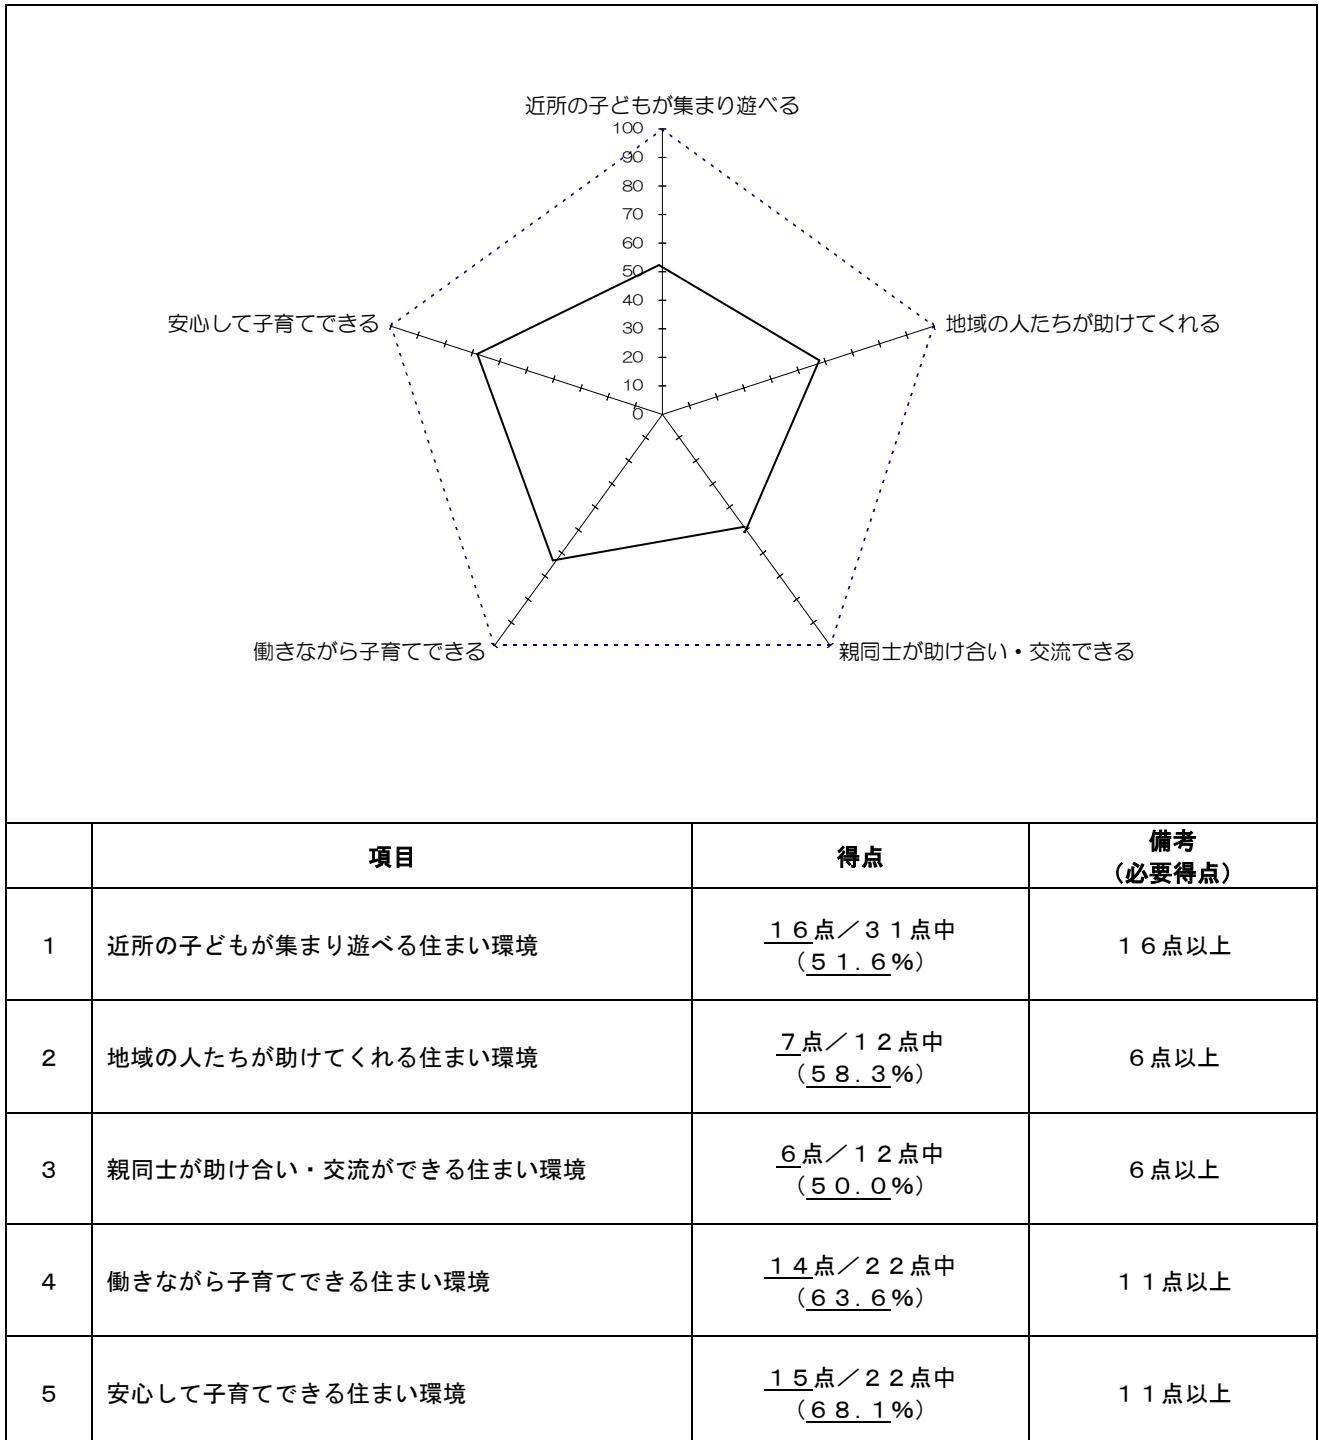 近所の子どもが集まり遊べる
100
90
80
70
60
50
40
30
20
10
0
安心して子育てできる
地域の人たちが助けてくれる
働きながら子育てできる
親同士が助け合い・交流できる
項目
得点
備考
（必要得点）
1
近所の子どもが集まり遊べる住まい環境
１６点／３１点中
（５１.６％）
１６点以上
2
地域の人たちが助けてくれる住まい環境
７点／１２点中
（５８.３％）
６点以上
3
親同士が助け合い・交流ができる住まい環境
６点／１２点中
（５０.０％）
６点以上
4
働きながら子育てできる住まい環境
１４点／２２点中
（６３.６％）
１１点以上
5
安心して子育てできる住まい環境
１５点／２２点中
（６８.１％）
１１点以上